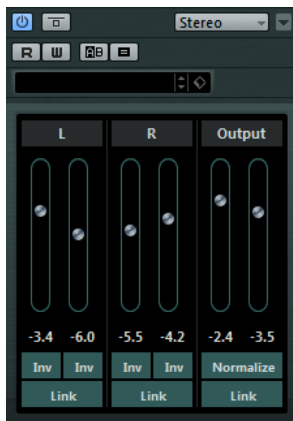 Stereo
R W AB
L R Output
-3.4 -6.0 -5.5 -4.2 -2.4 -3.5
Inv Inv Inv Inv Normalize
Link Link Link